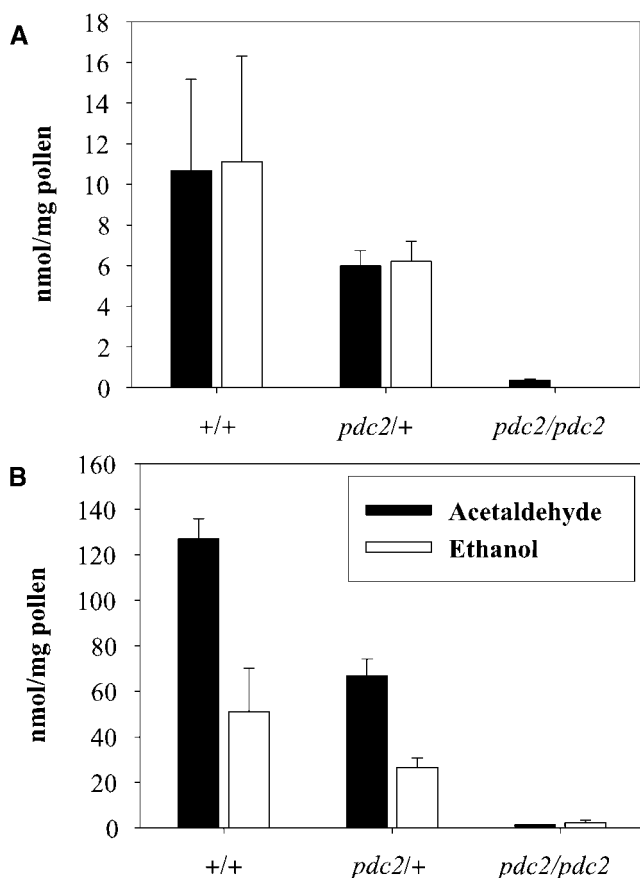 A
nmol/mg pollen
18
16
14
12
10
8
6
4
2
0
+/+ pdc2/+ pdc2/pdc2
B
nmol/mg pollen
160
140
120
100
80
60
40
20
0
Acetaldehyde
Ethanol
+/+ pdc2/+ pdc2/pdc2